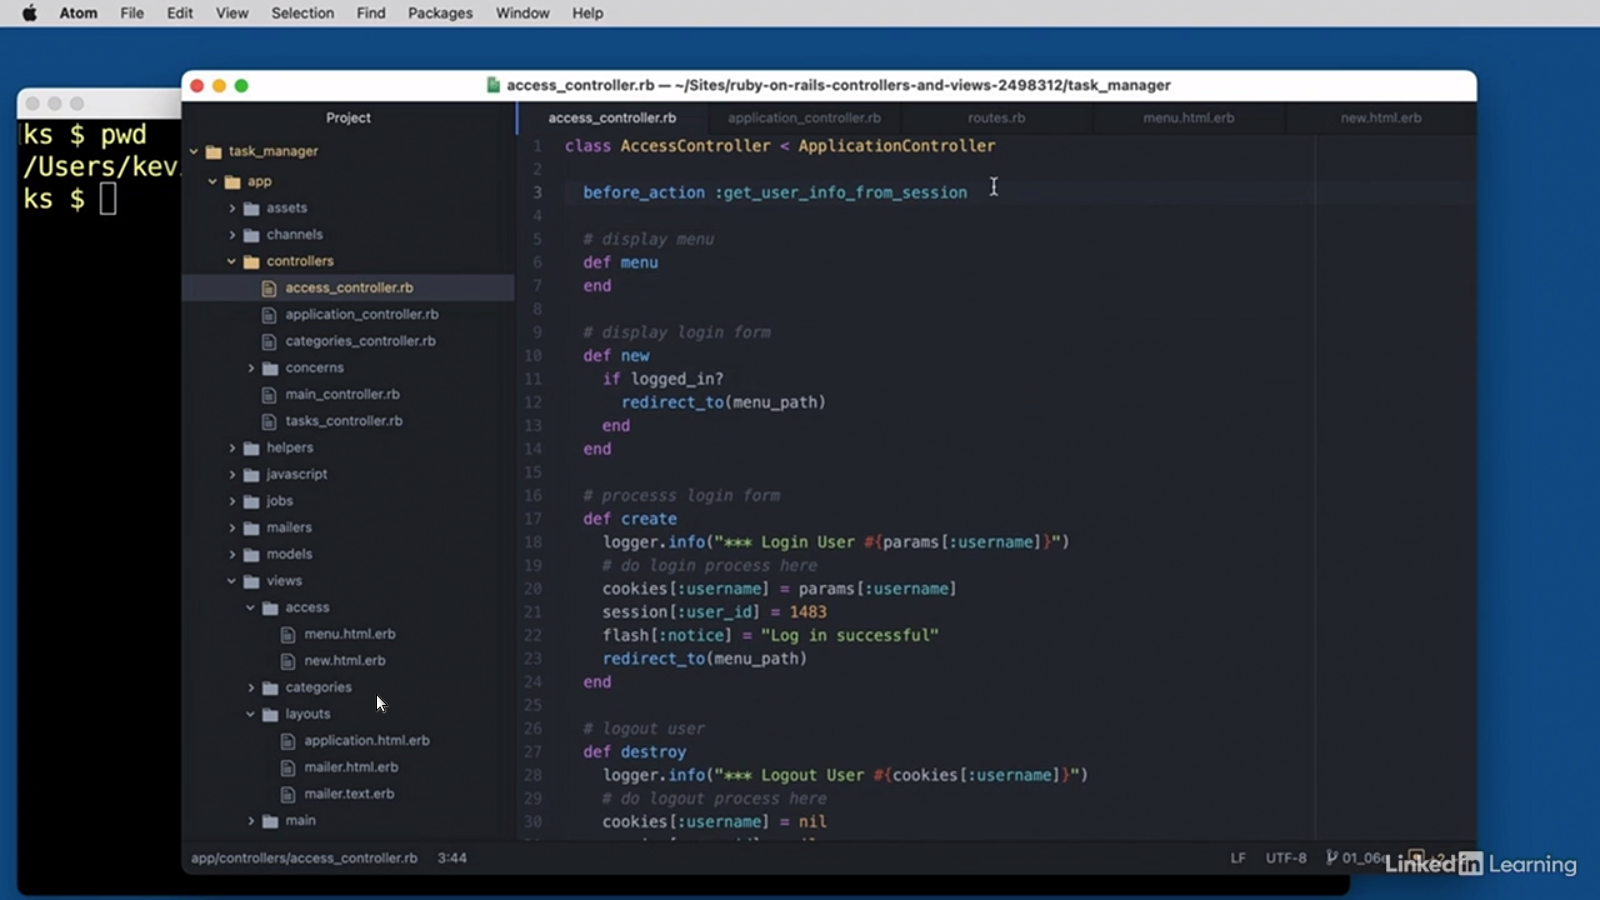 Atom File Edit View Selection Find Packages Window Help
access_controller.rb — ~/Sites/ruby-on-rails-controllers-and-views-2498312/task_manager
ks $ pwd
/Users/kev
ks $
Project
task_manager
app
assets
channels
controllers
access_controller.rb
application_controller.rb
categories_controller.rb
concerns
main_controller.rb
tasks_controller.rb
helpers
javascript
jobs
mailers
models
views
access
menu.html.erb
new.html.erb
categories
layouts
application.html.erb
mailer.html.erb
mailer.text.erb
main
access_controller.rb application_controller.rb routes.rb menu.html.erb new.html.erb
1 class AccessController < ApplicationController
2
3 before_action :get_user_info_from_session
4
5 # display menu
6 def menu
7 end
8
9 # display login form
10 def new
11 if logged_in?
12 redirect_to(menu_path)
13 end
14 end
15
16 # processs login form
17 def create
18 logger.info("*** Login User #{params[:username]}")
19 # do login process here
20 cookies[:username] = params[:username]
21 session[:user_id] = 1483
22 flash[:notice] = "Log in successful"
23 redirect_to(menu_path)
24 end
25
26 # logout user
27 def destroy
28 logger.info("*** Logout User #{cookies[:username]}")
29 # do logout process here
30 cookies[:username] = nil
app/controllers/access_controller.rb 3:44 LF UTF-8 01_06
LinkedIn Learning